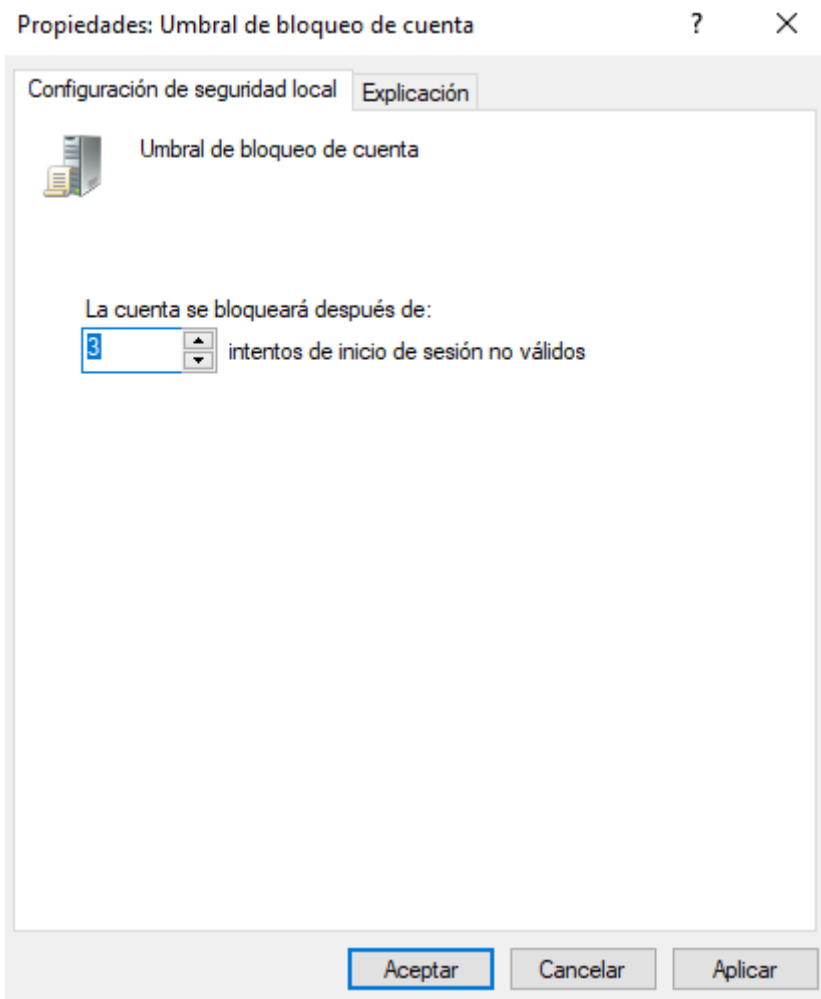 Propiedades: Umbral de bloqueo de cuenta
Configuración de seguridad local
Explicación
Umbral de bloqueo de cuenta
La cuenta se bloqueará después de:
3 intentos de inicio de sesión no válidos
Aceptar
Cancelar
Aplicar